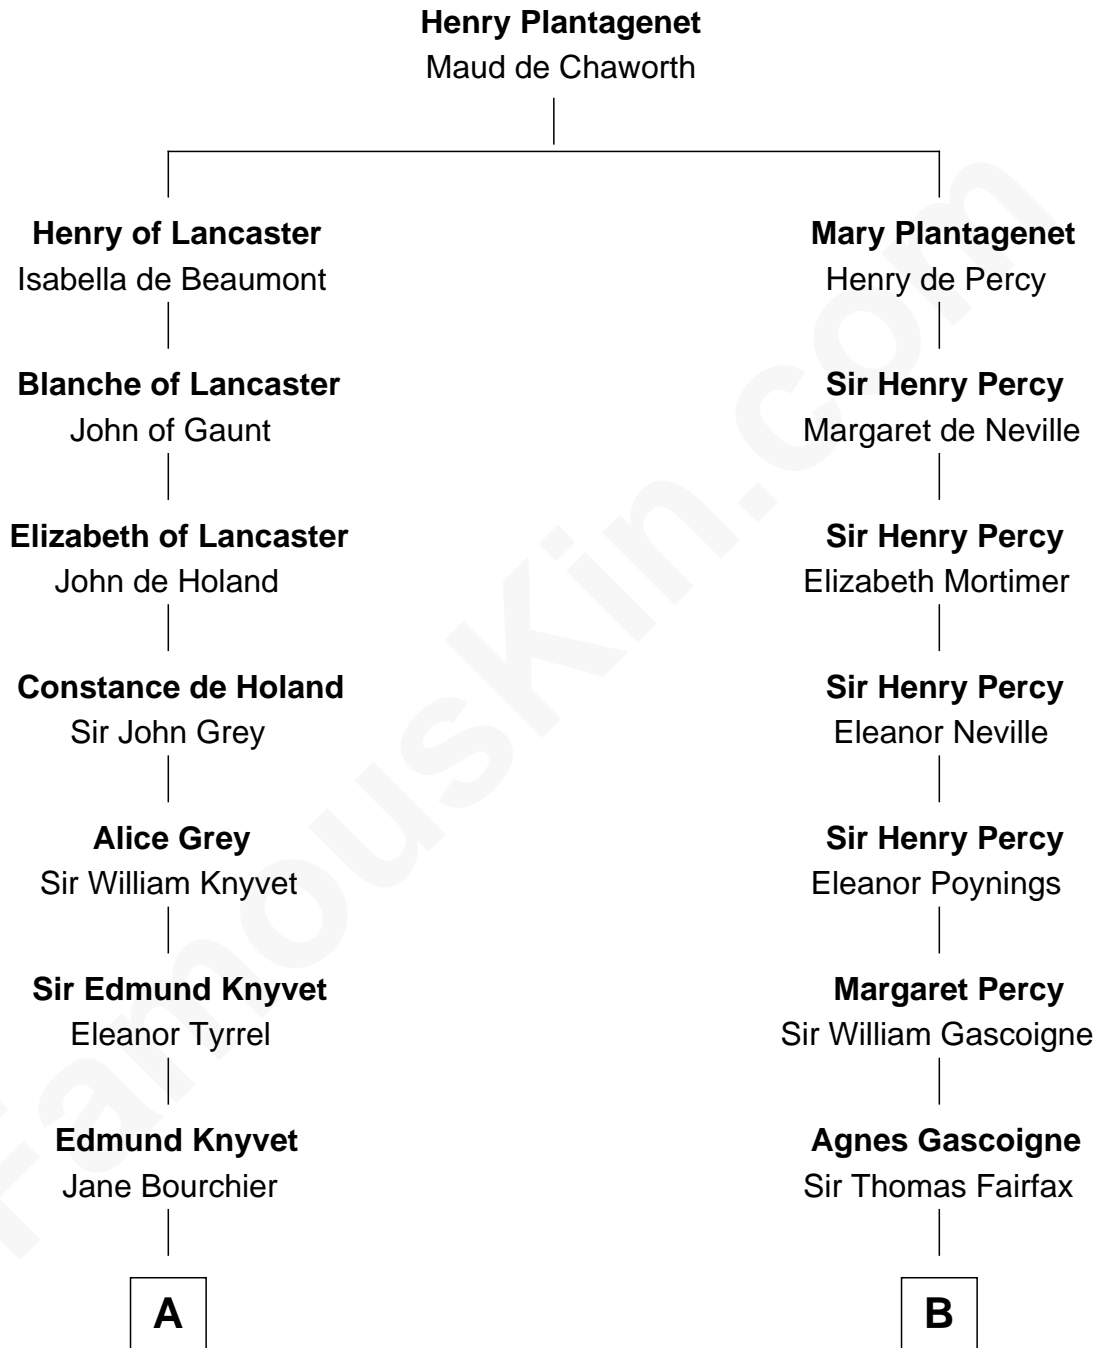 Henry Plantagenet
Maud de Chaworth
Henry of Lancaster
Isabella de Beaumont
Mary Plantagenet
Henry de Percy
Blanche of Lancaster
John of Gaunt
Sir Henry Percy
Margaret de Neville
Elizabeth of Lancaster
John de Holand
Sir Henry Percy
Elizabeth Mortimer
Constance de Holand
Sir John Grey
Sir Henry Percy
Eleanor Neville
Alice Grey
Sir William Knyvet
Sir Henry Percy
Eleanor Poynings
Sir Edmund Knyvet
Eleanor Tyrrel
Margaret Percy
Sir William Gascoigne
Edmund Knyvet
Jane Bourchier
Agnes Gascoigne
Sir Thomas Fairfax
A
B
FamousKin.com